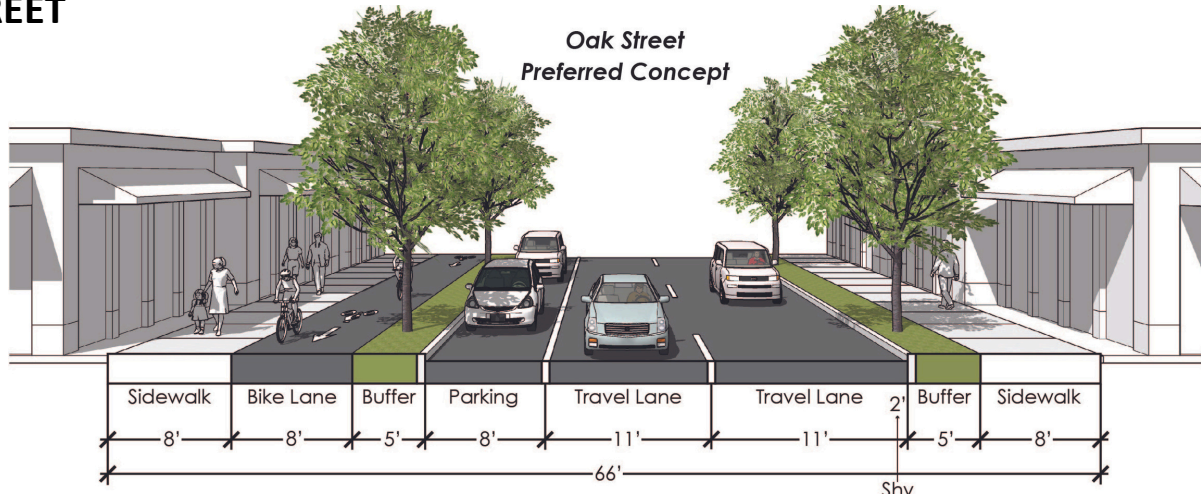 REET
Oak Street
Preferred Concept
Sidewalk Bike Lane Buffer Parking Travel Lane Travel Lane 2' Buffer Sidewalk
8' 8' 5' 8' 11' 11' 5' 8'
66'
Shy